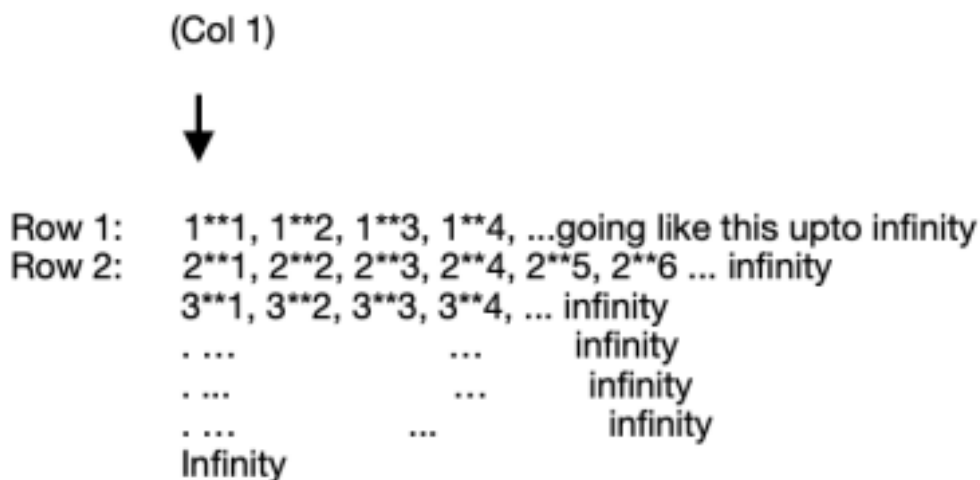 (Col 1)
Row 1: 1**1, 1**2, 1**3, 1**4, ...going like this upto infinity
Row 2: 2**1, 2**2, 2**3, 2**4, 2**5, 2**6 ... infinity
3**1, 3**2, 3**3, 3**4, ... infinity
. ... ... infinity
. ... ... infinity
. ... ... infinity
Infinity